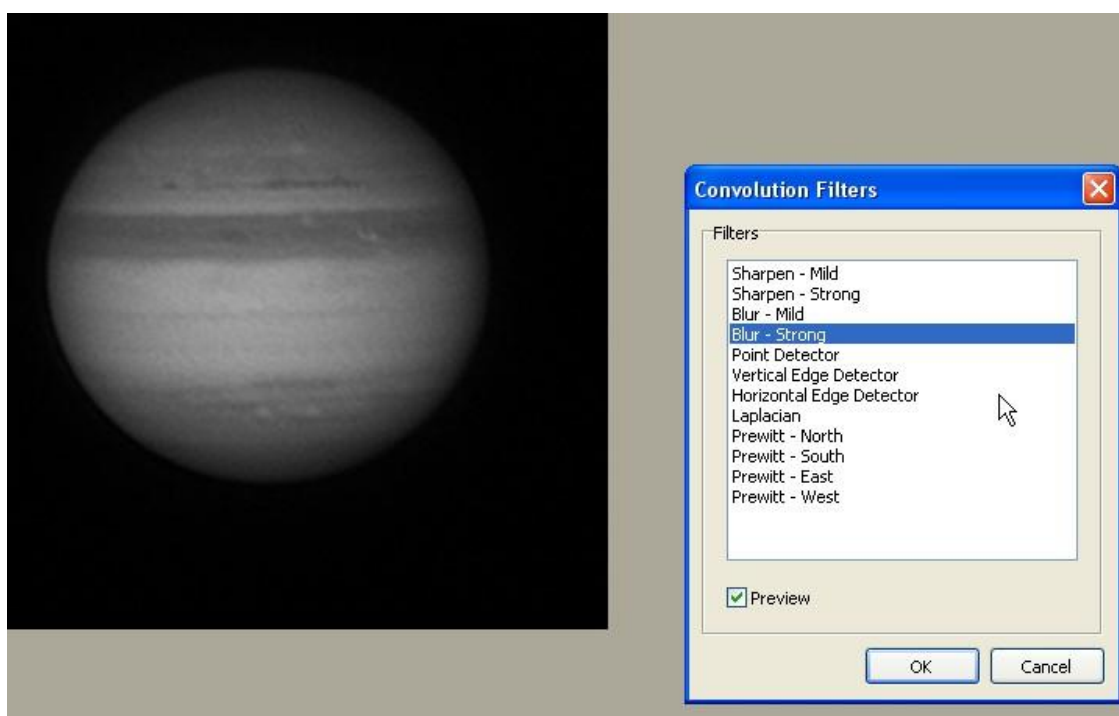 Convolution Filters
Filters
Sharpen - Mild
Sharpen - Strong
Blur - Mild
Blur - Strong
Point Detector
Vertical Edge Detector
Horizontal Edge Detector
Laplacian
Prewitt - North
Prewitt - South
Prewitt - East
Prewitt - West
Preview
OK Cancel